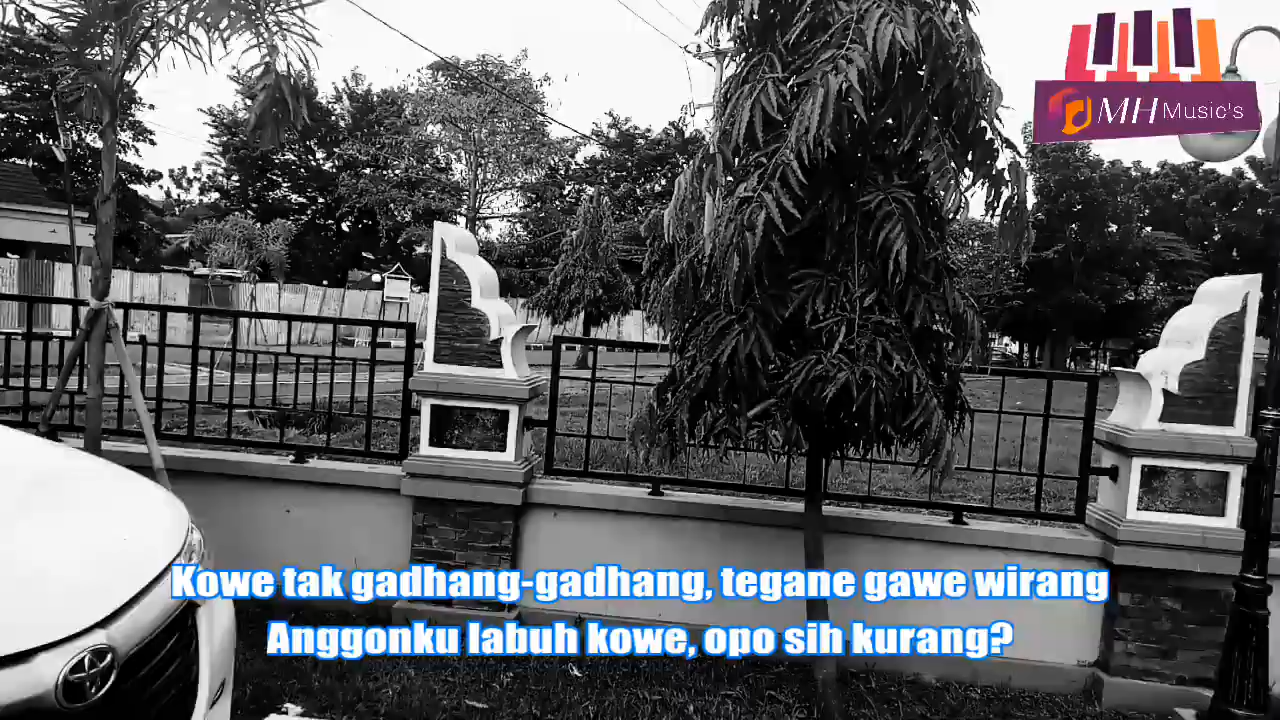 MH Music's
Kowe tak gadhang-gadhang, tegane gawe wirang
Anggonku labuh kowe, opo sih kurang?